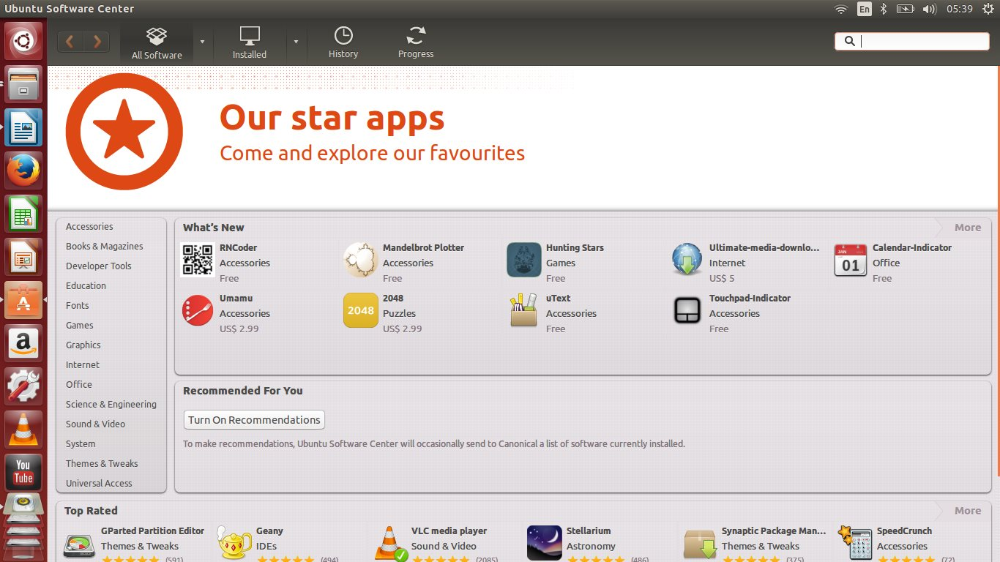 Ubuntu Software Center
En
05:39
All Software
Installed
History
Progress
Our star apps
Come and explore our favourites
Accessories
Books & Magazines
Developer Tools
Education
Fonts
Games
Graphics
Internet
Office
Science & Engineering
Sound & Video
System
Themes & Tweaks
Universal Access
What's New
More
RNCoder
Accessories
Free
Mandelbrot Plotter
Accessories
Free
Hunting Stars
Games
Free
Ultimate-media-downlo...
Internet
US$ 5
JAN
01
Calendar-Indicator
Office
Free
Umamu
Accessories
US$ 2.99
2048
2048
Puzzles
US$ 2.99
uText
Accessories
Free
Touchpad-Indicator
Accessories
Free
Recommended For You
Turn On Recommendations
To make recommendations, Ubuntu Software Center will occasionally send to Canonical a list of software currently installed.
a
You
Tube
Top Rated
More
GParted Partition Editor
Themes & Tweaks
(591)
Geany
IDEs
(494)
VLC media player
Sound & Video
(2085)
Stellarium
Astronomy
(486)
Synaptic Package Man...
Themes & Tweaks
(375)
SpeedCrunch
Accessories
(72)